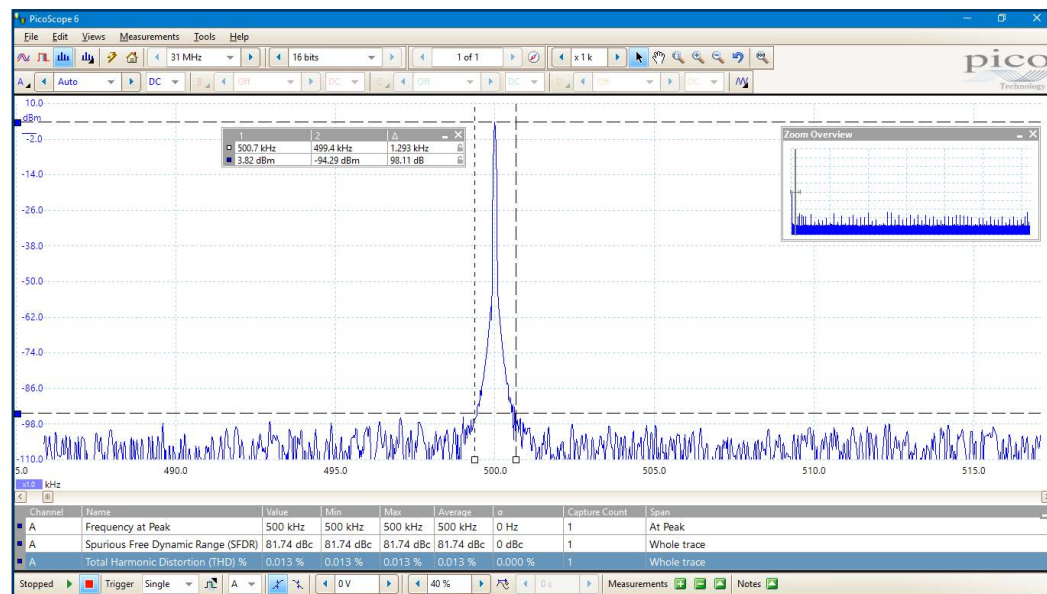 PicoScope 6
File Edit Views Measurements Tools Help
31 MHz 16 bits 1 of 1 x 1 k
pico
Technology
A Auto DC B Off DC C Off DC Off DC
10.0
dBm
-2.0
-14.0
-26.0
-38.0
-50.0
-62.0
-74.0
-86.0
-98.0
-110.0
1 2 Δ
500.7 kHz 499.4 kHz 1.293 kHz
3.82 dBm -94.29 dBm 98.11 dB
Zoom Overview
5.0 490.0 495.0 500.0 505.0 510.0 515.0
x1.0 kHz
Channel Name Value Min Max Average σ Capture Count Span
A Frequency at Peak 500 kHz 500 kHz 500 kHz 500 kHz 0 Hz 1 At Peak
A Spurious Free Dynamic Range (SFDR) 81.74 dBc 81.74 dBc 81.74 dBc 81.74 dBc 0 dBc 1 Whole trace
A Total Harmonic Distortion (THD) % 0.013 % 0.013 % 0.013 % 0.013 % 0.000 % 1 Whole trace
Stopped Trigger Single A 0 V 40 % 0 s Measurements Notes